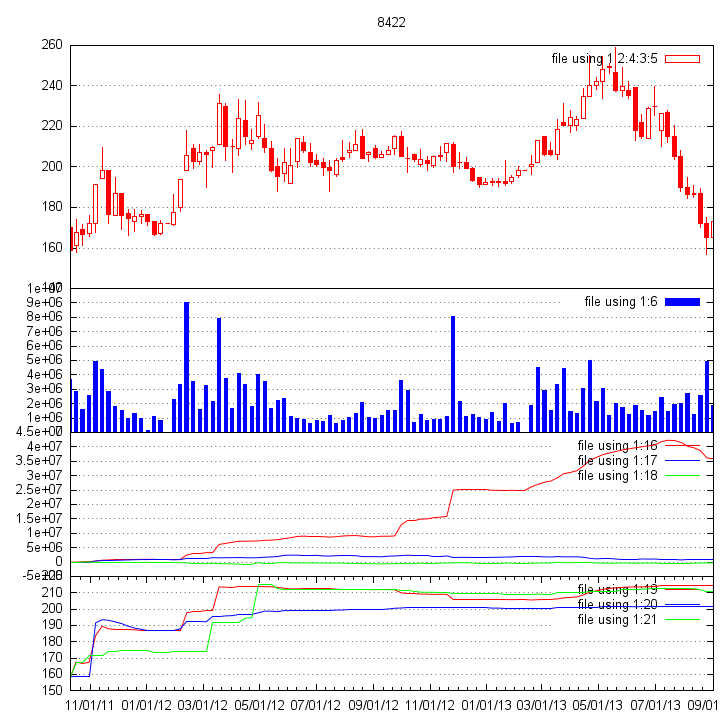 8422
260
file using 1:2:4:3:5
240
220
200
180
160
140
1e+07
file using 1:6
9e+06
8e+06
7e+06
6e+06
5e+06
4e+06
3e+06
2e+06
1e+06
0
4.5e+07
file using 1:16
4e+07
file using 1:17
3.5e+07
file using 1:18
3e+07
2.5e+07
2e+07
1.5e+07
1e+07
5e+06
0
-5e+06
220
file using 1:19
210
file using 1:20
200
file using 1:21
190
180
170
160
150
11/01/11 01/01/12 03/01/12 05/01/12 07/01/12 09/01/12 11/01/12 01/01/13 03/01/13 05/01/13 07/01/13 09/01